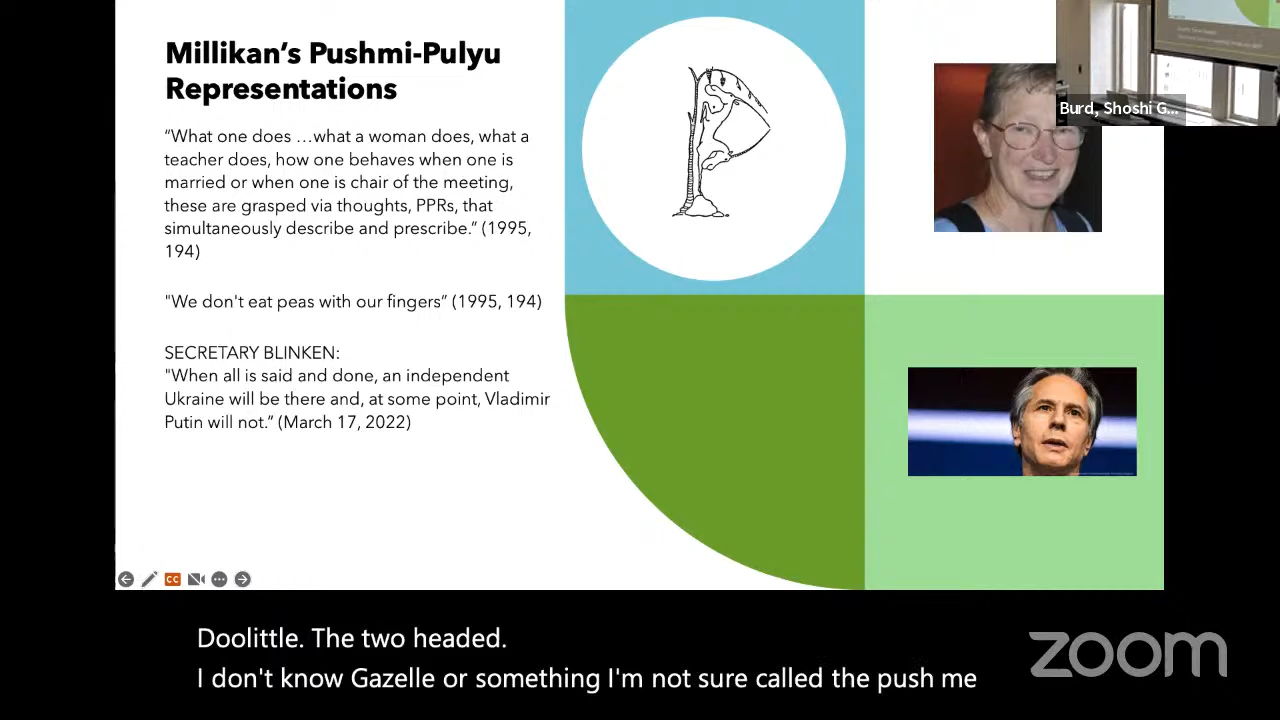 Millikan’s Pushmi-Pulyu
Representations
“What one does …what a woman does, what a
teacher does, how one behaves when one is
married or when one is chair of the meeting,
these are grasped via thoughts, PPRs, that
simultaneously describe and prescribe.” (1995,
194)
"We don't eat peas with our fingers” (1995, 194)
SECRETARY BLINKEN:
"When all is said and done, an independent
Ukraine will be there and, at some point, Vladimir
Putin will not.” (March 17, 2022)
Burd, Shoshi G...
CC
Doolittle. The two headed.
I don't know Gazelle or something I'm not sure called the push me
zoom